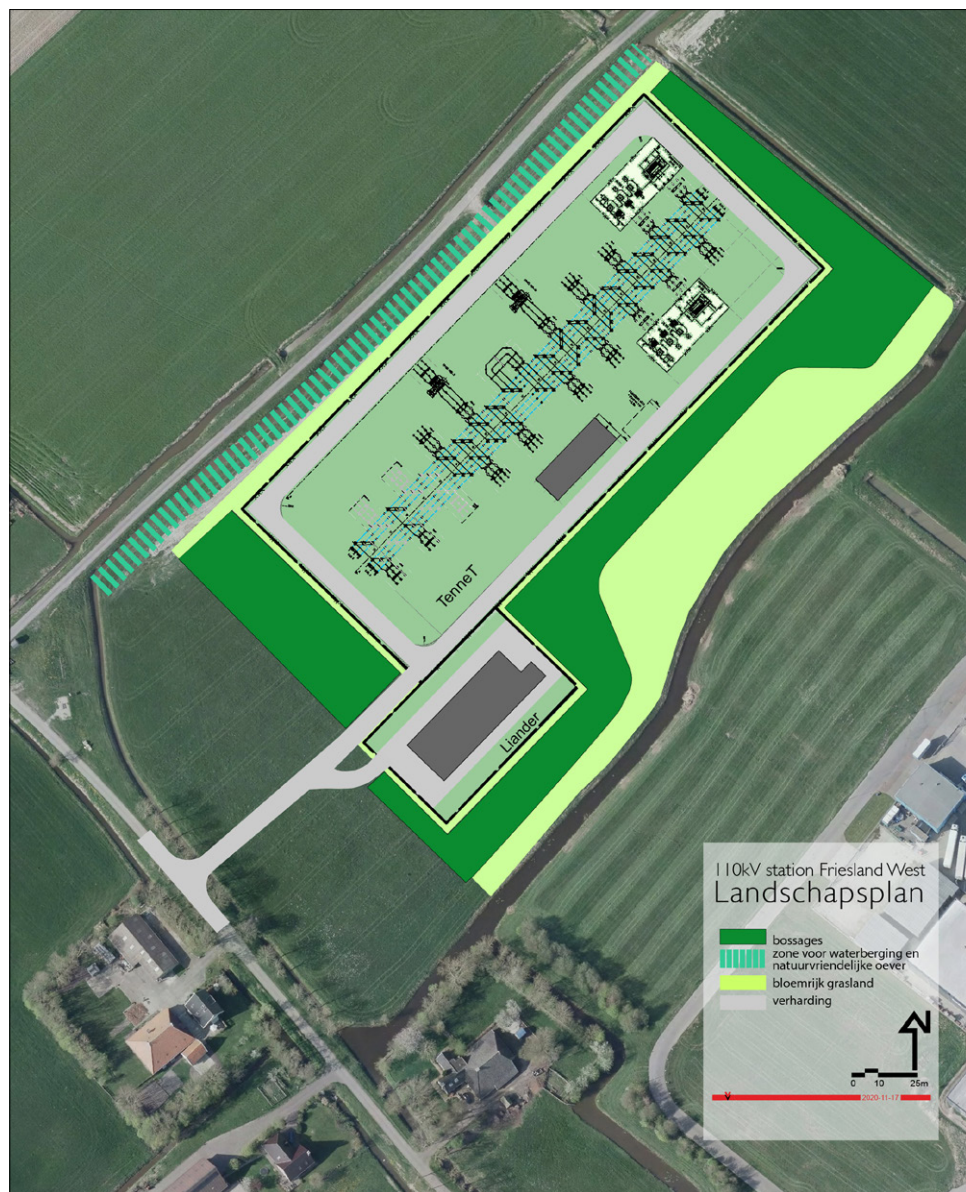 TenneT
Liander
110kV station Friesland West
Landschapsplan
bossages
zone voor waterberging en
natuurvriendelijke oever
bloemrijk grasland
verharding
N
0 10 25m
2020-11-17